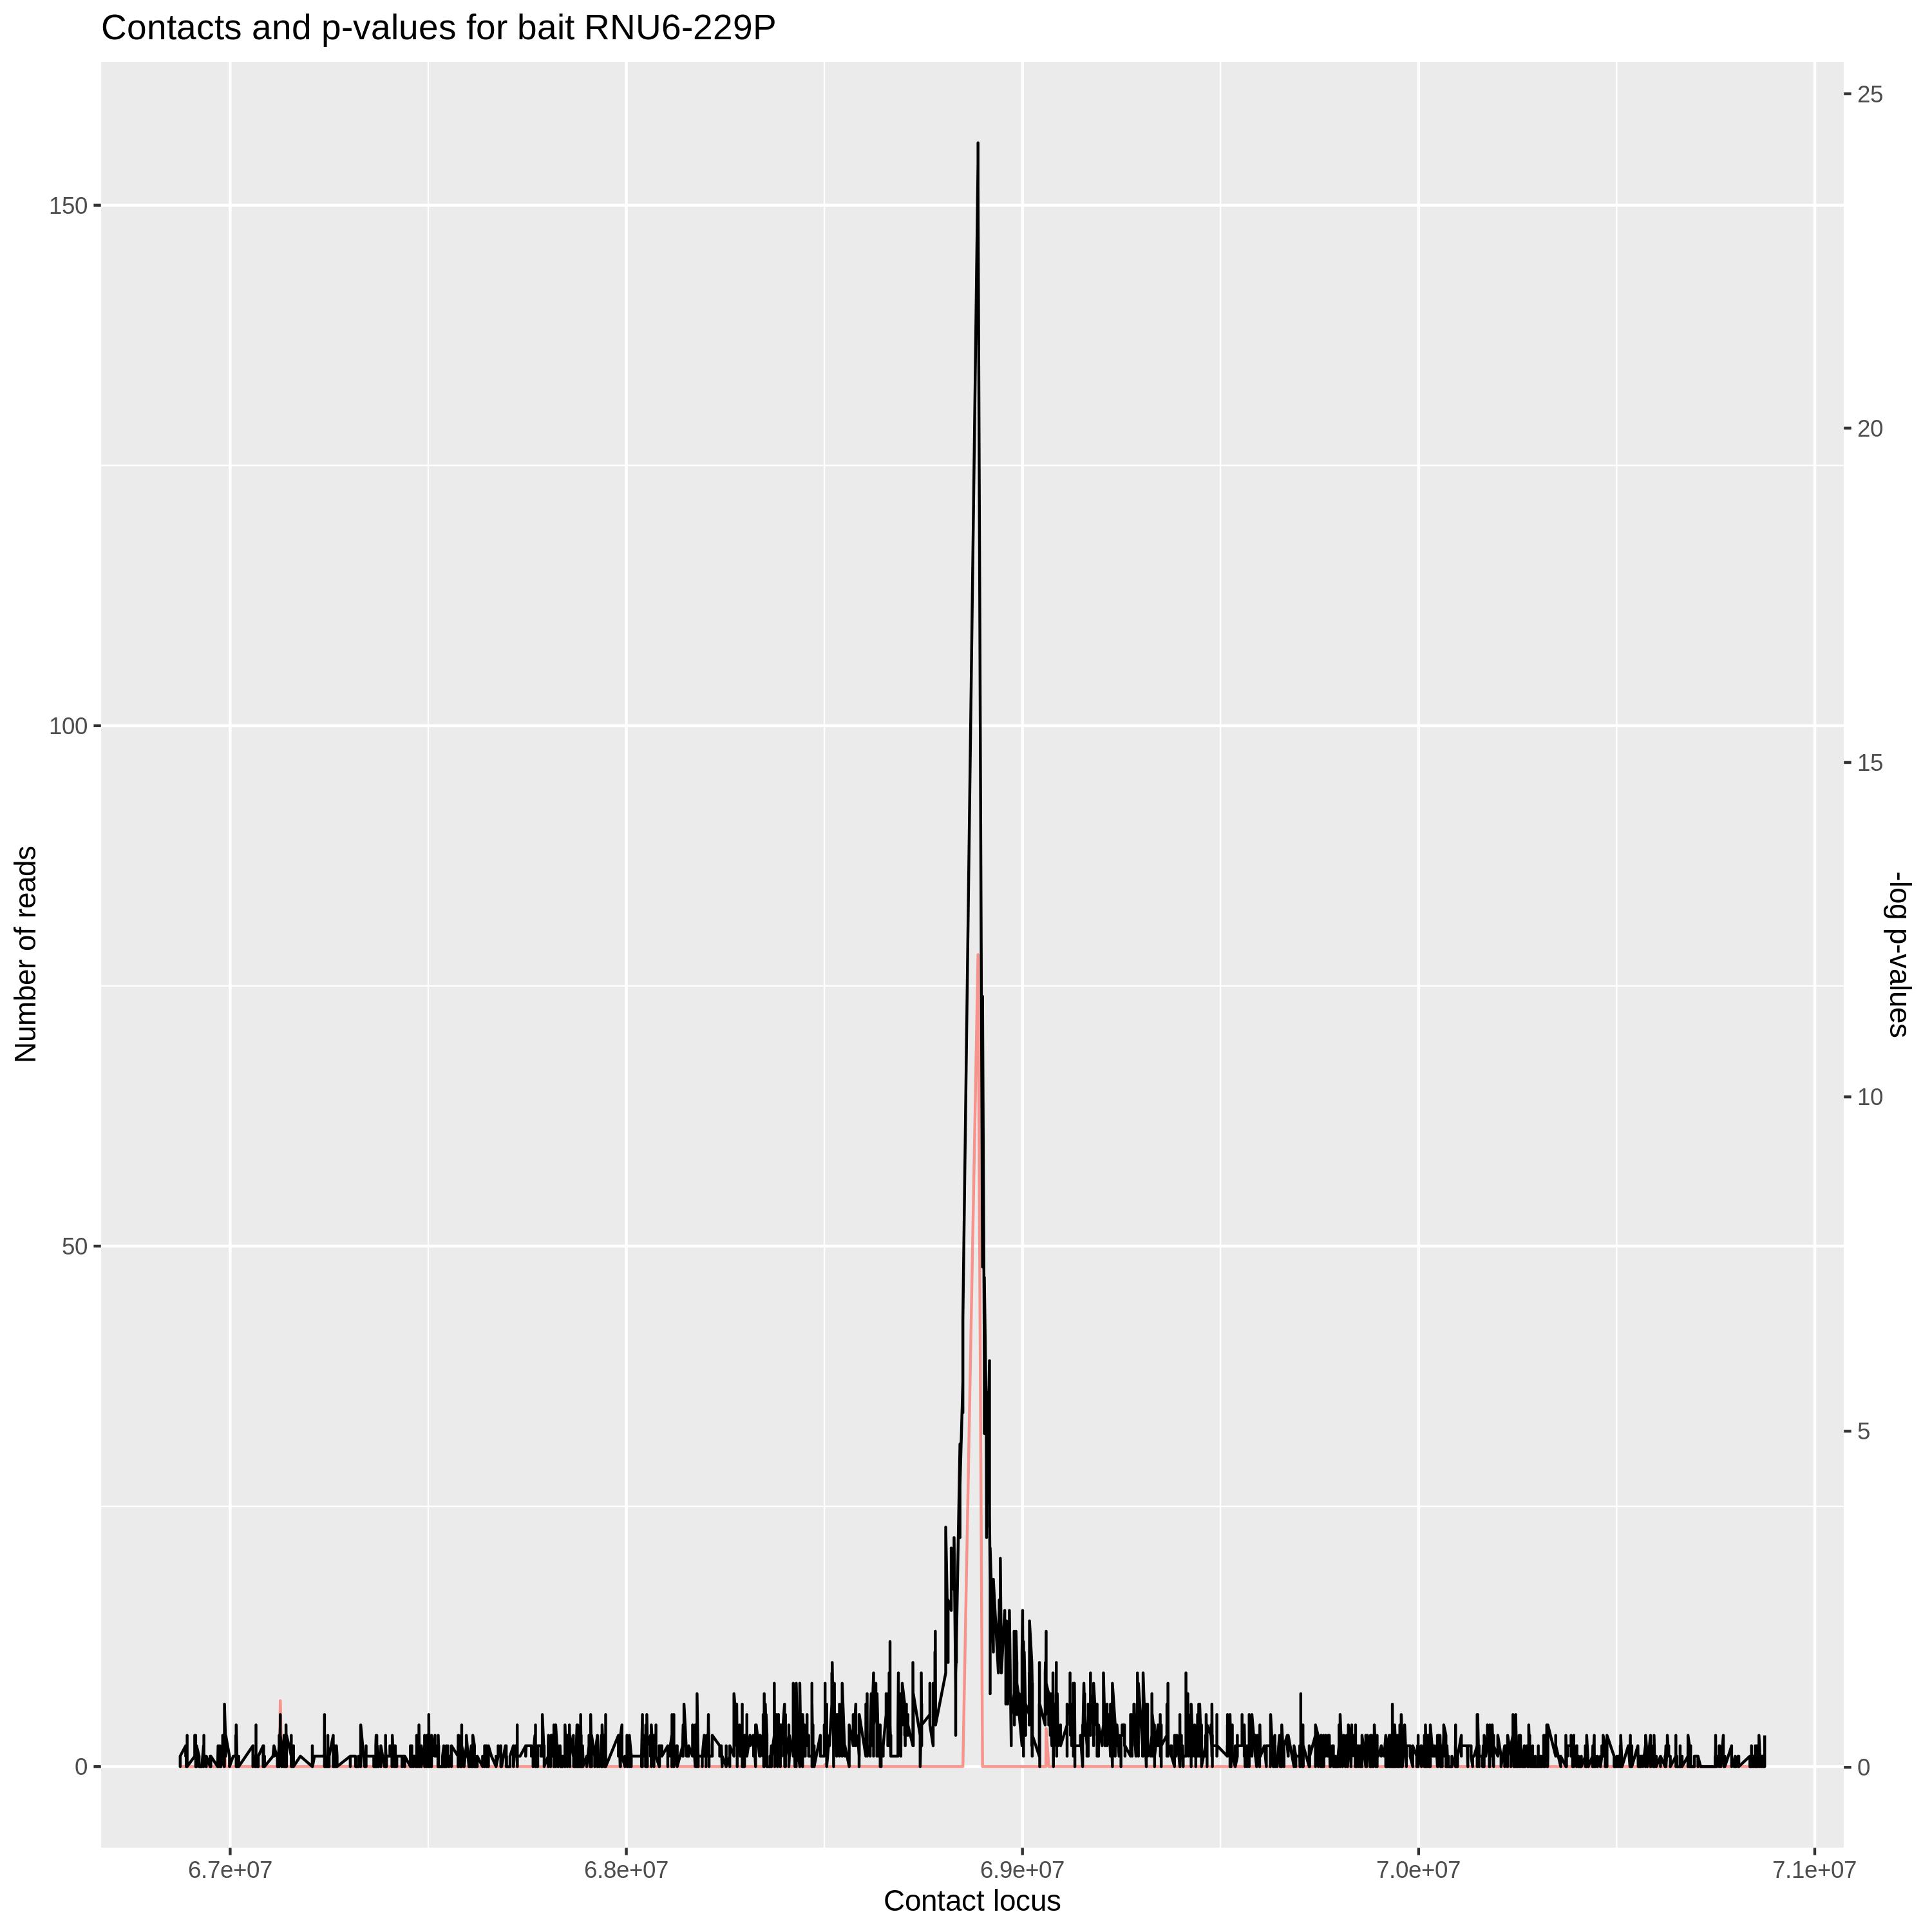 Contacts and p-values for bait RNU6-229P
150
100
50
0
Number of reads
25
20
15
10
5
0
-log p-values
6.7e+07
6.8e+07
6.9e+07
7.0e+07
7.1e+07
Contact locus